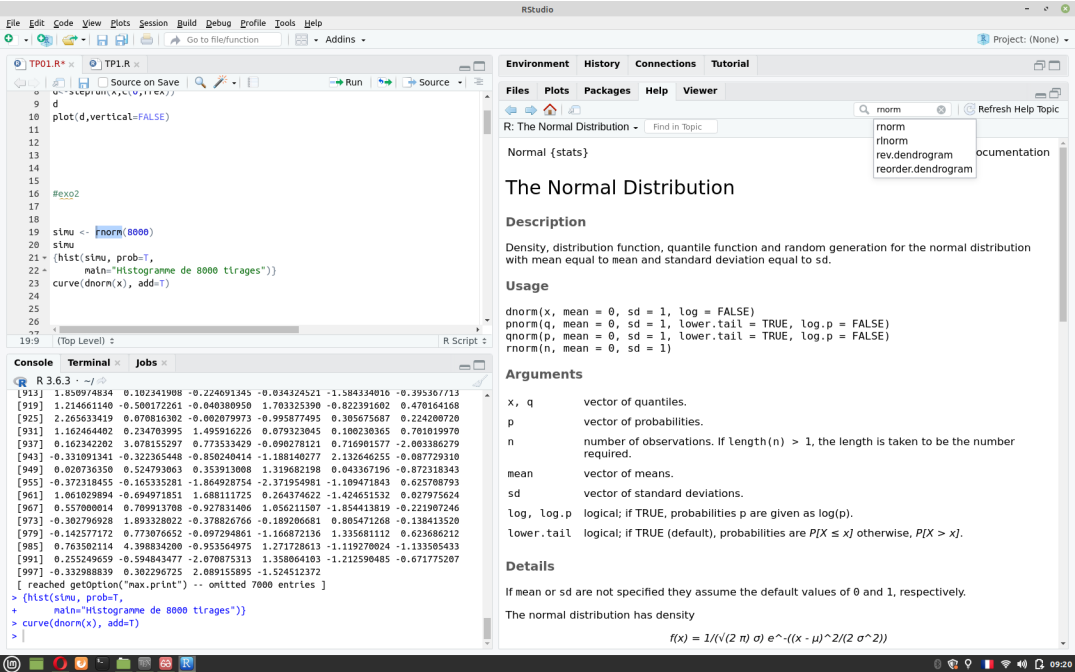 RStudio
File Edit Code View Plots Session Build Debug Profile Tools Help
Go to file/function Addins Project: (None)
TP01.R* TP1.R
Source on Save Run Source
8 d<-stepfun(x,c(0,frex))
9 d
10 plot(d,vertical=FALSE)
11
12
13
14
15
16 #exo2
17
18
19 simu <- rnorm(8000)
20 simu
21 {hist(simu, prob=T,
22 main="Histogramme de 8000 tirages")}
23 curve(dnorm(x), add=T)
24
25
26
27
19:9 (Top Level) R Script
Console Terminal Jobs
R 3.6.3 · ~/
[913] 1.850974834 0.102341908 -0.224691345 -0.034324521 -1.584334016 -0.395367713
[919] 1.214661140 -0.500172261 -0.040380950 1.703325390 -0.822391602 0.470164168
[925] 2.265633419 0.070816302 -0.002079973 -0.995877495 0.305675687 0.224200720
[931] 1.162464402 0.234703995 1.495916226 0.079323045 0.100230365 0.701019970
[937] 0.162342202 3.078155297 0.773533429 -0.090278121 0.716901577 -2.003386279
[943] -0.331091341 -0.322365448 -0.850240414 -1.188140277 2.132646255 -0.087729310
[949] 0.020736350 0.524793063 0.353913008 1.319682198 0.043367196 -0.872318343
[955] -0.372318455 -0.165335281 -1.864928754 -2.371954981 -1.109471843 0.625708793
[961] 1.061029894 -0.694971851 1.688111725 0.264374622 -1.424651532 0.027975624
[967] 0.557000014 0.709913708 -0.927831406 1.056211507 -1.854413819 -0.221907246
[973] -0.302796928 1.893328022 -0.378826766 -0.189206681 0.805471268 -0.138413520
[979] -0.142577172 0.773076652 -0.097294861 -1.166872136 1.335681112 0.623686212
[985] 0.763502114 4.398834200 -0.953564975 1.271728613 -1.119270024 -1.133505433
[991] 0.255249659 -0.594843477 -2.070875313 1.358064103 -1.212590485 -0.671775207
[997] -0.332988839 0.302296725 2.089155895 -1.524512372
[ reached getOption("max.print") -- omitted 7000 entries ]
> {hist(simu, prob=T,
+ main="Histogramme de 8000 tirages")}
> curve(dnorm(x), add=T)
>
Environment History Connections Tutorial
Files Plots Packages Help Viewer
rnorm Refresh Help Topic
R: The Normal Distribution Find in Topic
rnorm
rlnorm
rev.dendrogram
reorder.dendrogram
Normal {stats} ocumentation
The Normal Distribution
Description
Density, distribution function, quantile function and random generation for the normal distribution
with mean equal to mean and standard deviation equal to sd.
Usage
dnorm(x, mean = 0, sd = 1, log = FALSE)
pnorm(q, mean = 0, sd = 1, lower.tail = TRUE, log.p = FALSE)
qnorm(p, mean = 0, sd = 1, lower.tail = TRUE, log.p = FALSE)
rnorm(n, mean = 0, sd = 1)
Arguments
x, q vector of quantiles.
p vector of probabilities.
n number of observations. If length(n) > 1, the length is taken to be the number
required.
mean vector of means.
sd vector of standard deviations.
log, log.p logical; if TRUE, probabilities p are given as log(p).
lower.tail logical; if TRUE (default), probabilities are P[X ≤ x] otherwise, P[X > x].
Details
If mean or sd are not specified they assume the default values of 0 and 1, respectively.
The normal distribution has density
f(x) = 1/(√(2 π) σ) e^-((x - μ)^2/(2 σ^2))
09:20